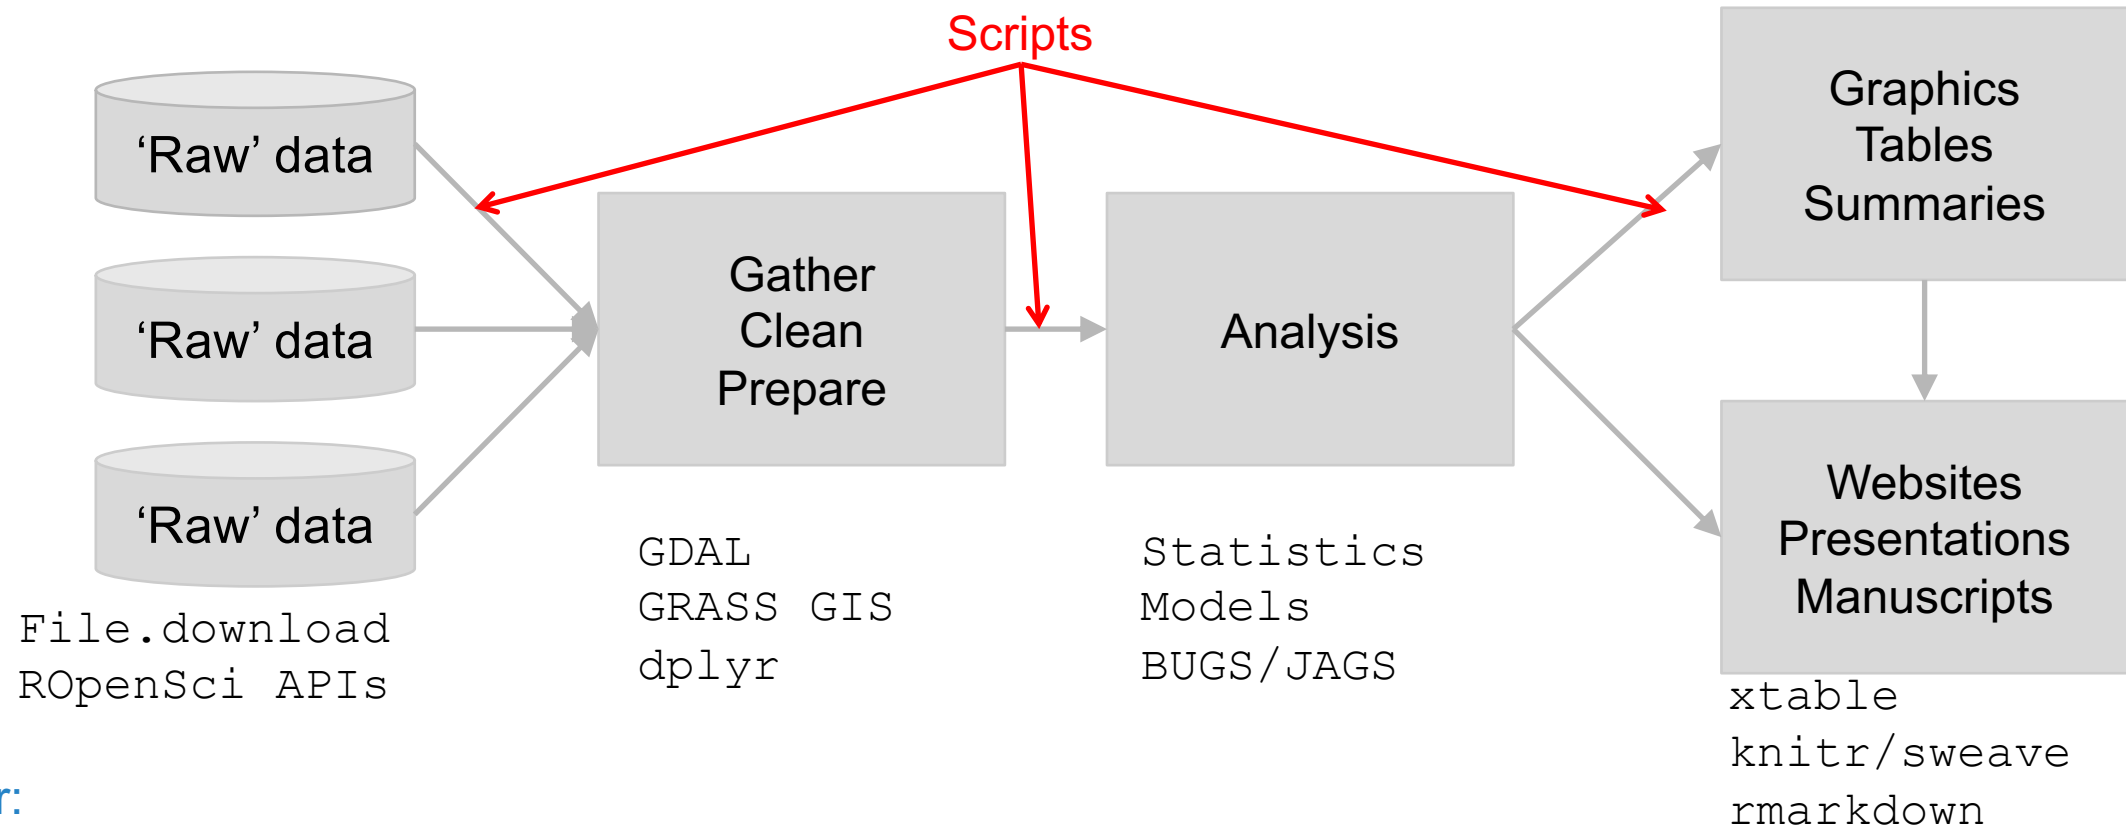 Scripts
‘Raw’ data
‘Raw’ data
‘Raw’ data
File.download
ROpenSci APIs
Gather
Clean
Prepare
GDAL
GRASS GIS
dplyr
Analysis
Statistics
Models
BUGS/JAGS
Graphics
Tables
Summaries
Websites
Presentations
Manuscripts
xtable
knitr/sweave
rmarkdown
r: